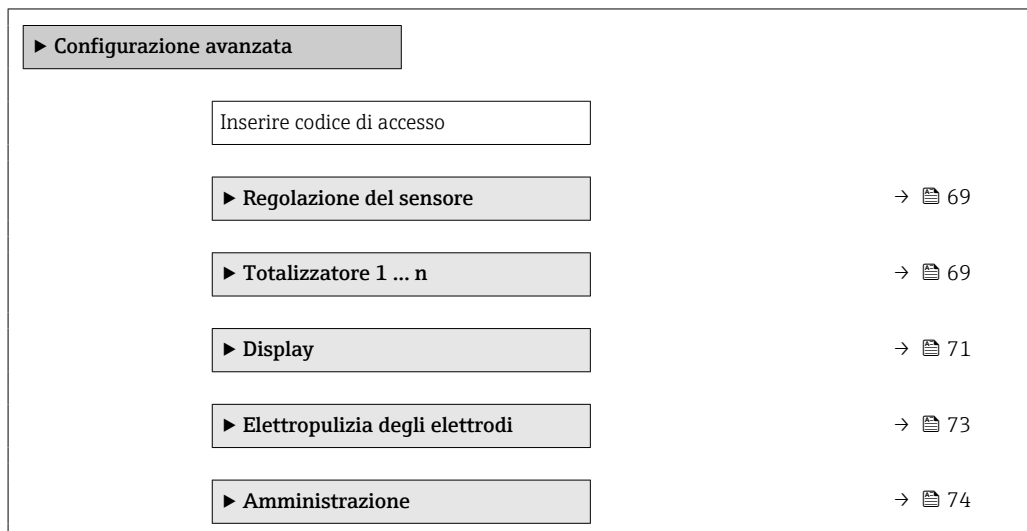 ▶ Configurazione avanzata
Inserire codice di accesso
▶ Regolazione del sensore → 69
▶ Totalizzatore 1 … n → 69
▶ Display → 71
▶ Elettropulizia degli elettrodi → 73
▶ Amministrazione → 74